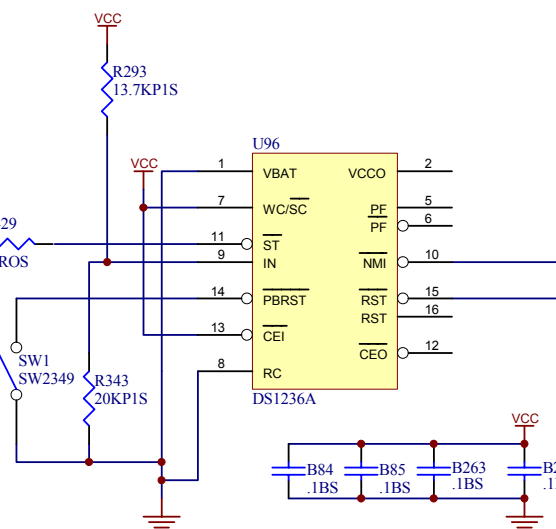 VCC
R293
13.7KP1S
U96
VCC
1
VBAT
VCCO
2
7
WC/SC
PF
5
PF
6
29
ROS
11
ST
9
IN
NMI
10
14
PBRST
RST
15
RST
16
13
CEI
CEO
12
8
RC
DS1236A
SW1
SW2349
R343
20KP1S
VCC
B84
.1BS
B85
.1BS
B263
.1BS